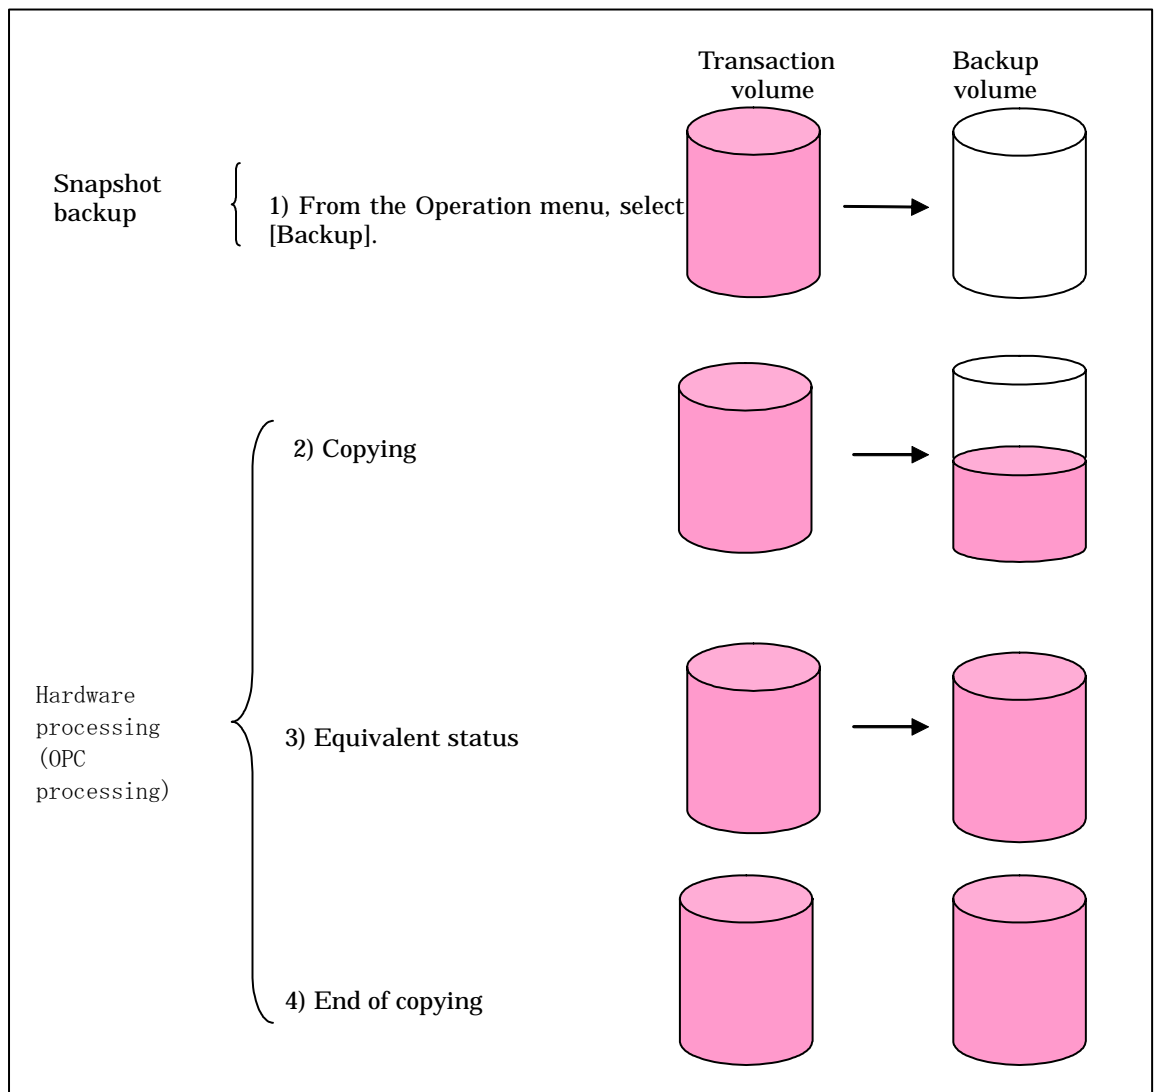 Transaction
volume
Backup
volume
Snapshot
backup
1) From the Operation menu, select
[Backup].
2) Copying
Hardware
processing
(OPC
processing)
3) Equivalent status
4) End of copying